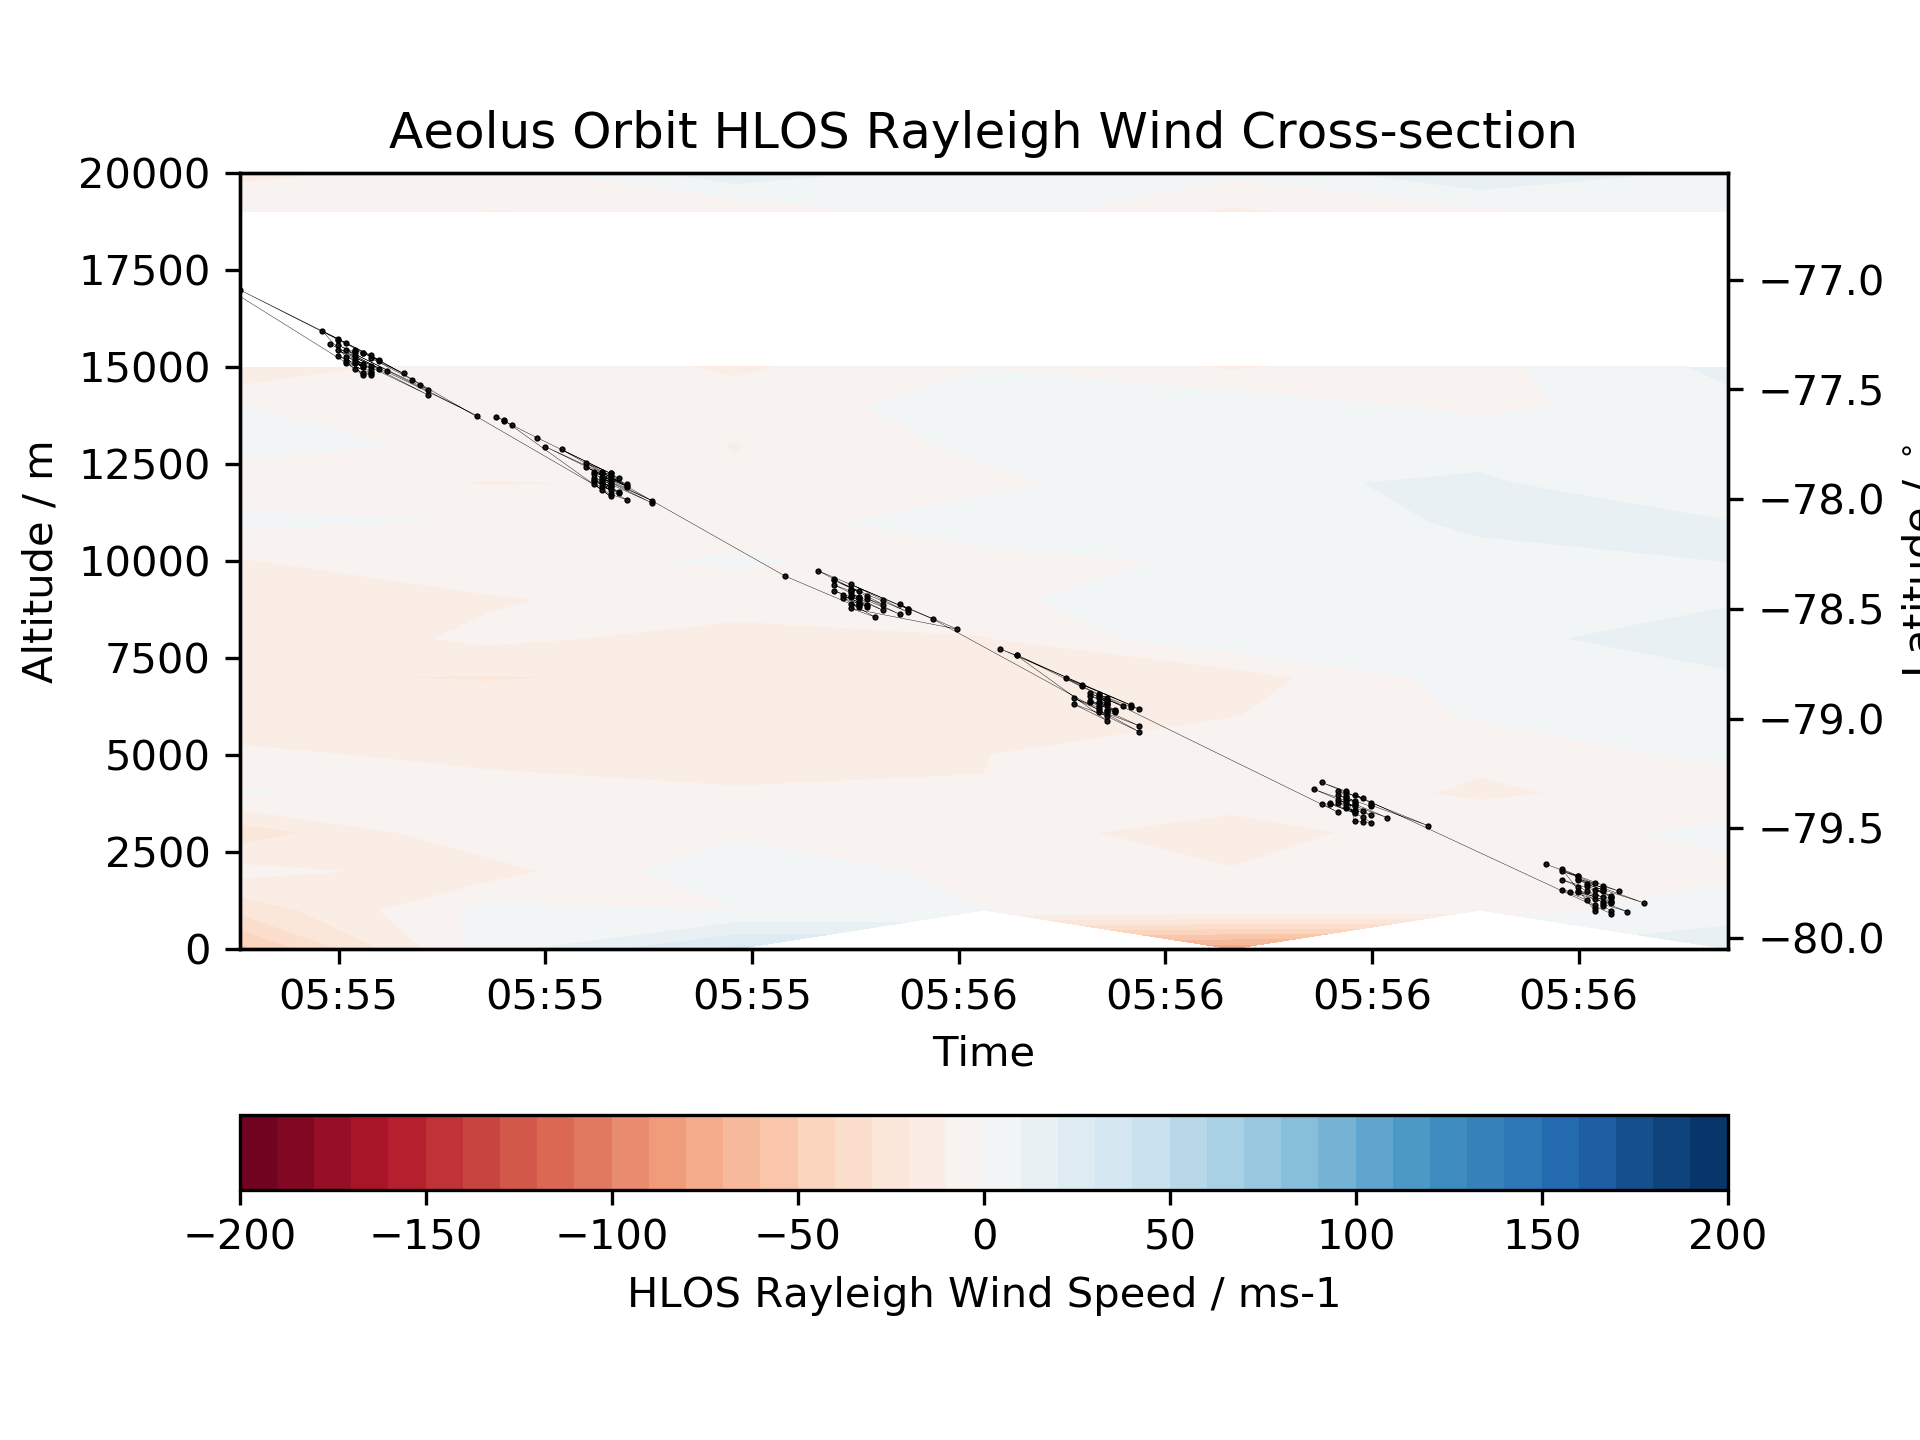 Aeolus Orbit HLOS Rayleigh Wind Cross-section
20000
17500
15000
12500
10000
7500
5000
2500
0
Altitude / m
−77.0
−77.5
−78.0
−78.5
−79.0
−79.5
−80.0
Latitude / °
05:55 05:55 05:55 05:56 05:56 05:56 05:56
Time
−200 −150 −100 −50 0 50 100 150 200
HLOS Rayleigh Wind Speed / ms-1